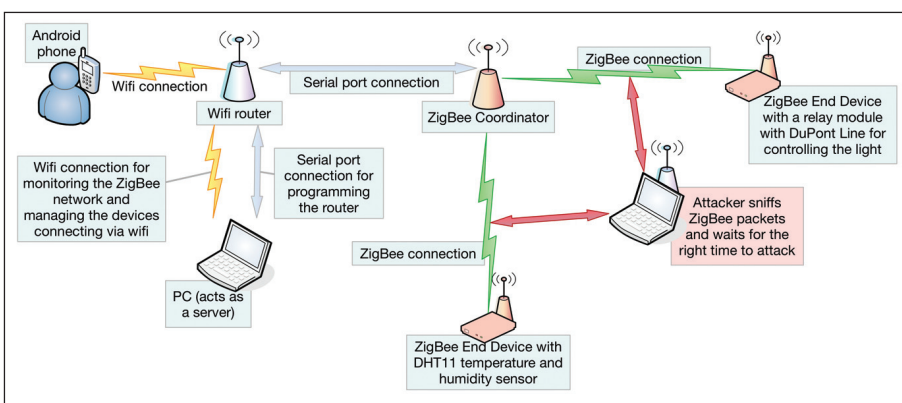 Android
phone
Wifi connection
Wifi router
Serial port connection
ZigBee Coordinator
ZigBee connection
ZigBee End Device
with a relay module
with DuPont Line for
controlling the light
Wifi connection for
monitoring the ZigBee
network and
managing the devices
connecting via wifi
Serial port
connection for
programming
the router
PC (acts as
a server)
ZigBee connection
Attacker sniffs
ZigBee packets
and waits for the
right time to attack
ZigBee End Device with
DHT11 temperature and
humidity sensor